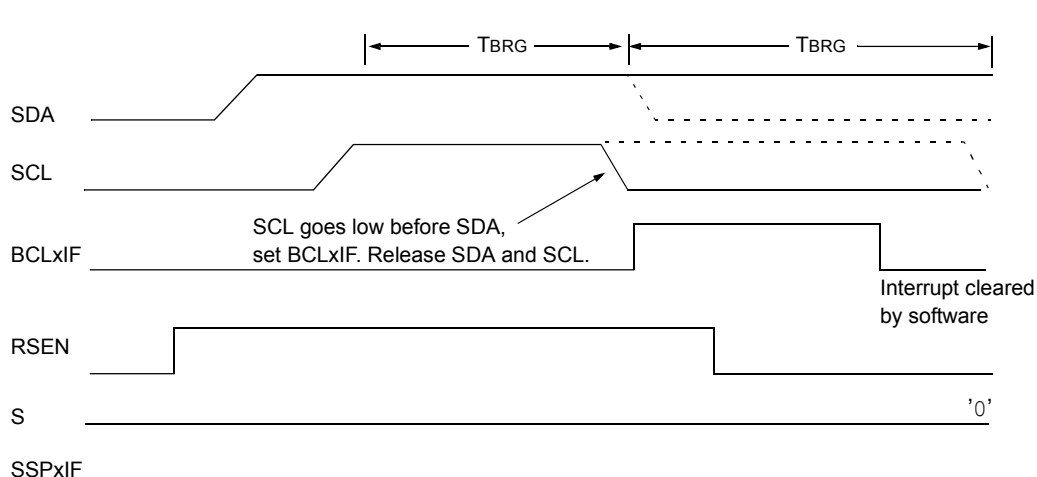 TBRG TBRG
SDA
SCL
SCL goes low before SDA,
set BCLxIF. Release SDA and SCL.
BCLxIF
Interrupt cleared
by software
RSEN
S
'0'
SSPxIF